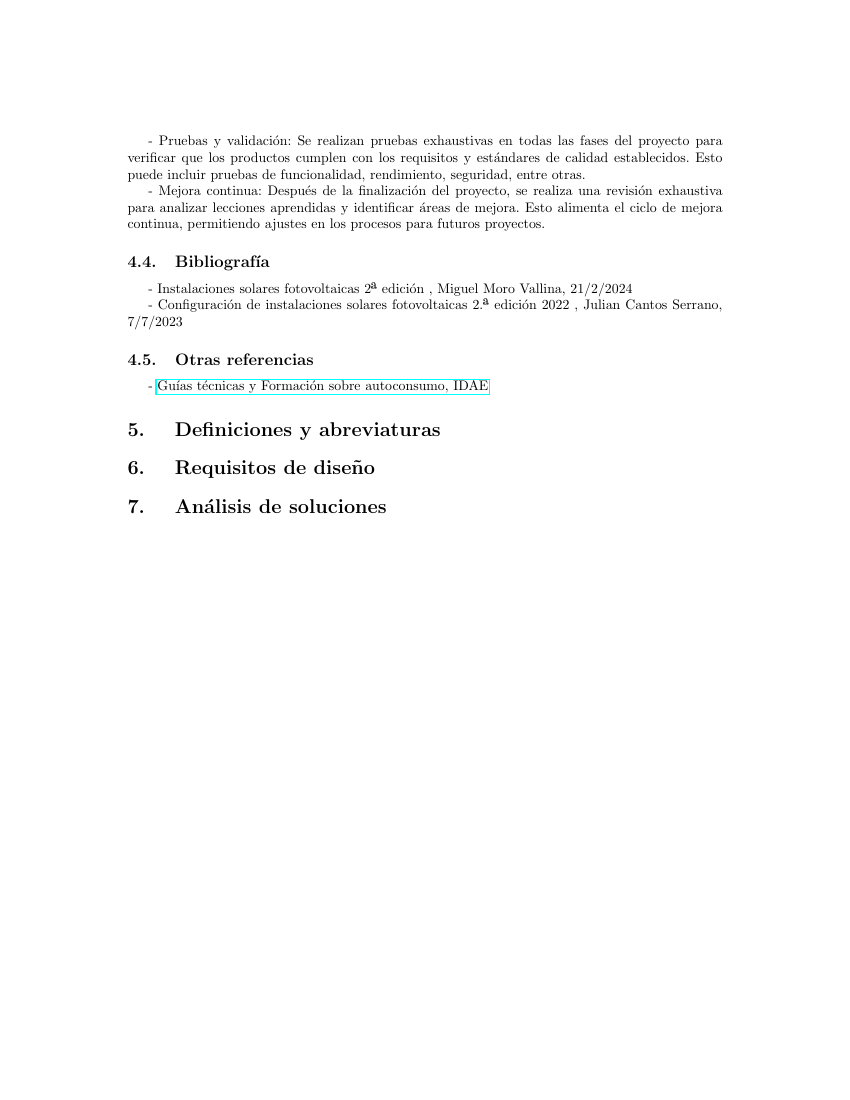 - Pruebas y validación: Se realizan pruebas exhaustivas en todas las fases del proyecto para
verificar que los productos cumplen con los requisitos y estándares de calidad establecidos. Esto
puede incluir pruebas de funcionalidad, rendimiento, seguridad, entre otras.
- Mejora continua: Después de la finalización del proyecto, se realiza una revisión exhaustiva
para analizar lecciones aprendidas y identificar áreas de mejora. Esto alimenta el ciclo de mejora
continua, permitiendo ajustes en los procesos para futuros proyectos.
4.4. Bibliografía
- Instalaciones solares fotovoltaicas 2ª edición , Miguel Moro Vallina, 21/2/2024
- Configuración de instalaciones solares fotovoltaicas 2.ª edición 2022 , Julian Cantos Serrano,
7/7/2023
4.5. Otras referencias
- Guías técnicas y Formación sobre autoconsumo, IDAE
5. Definiciones y abreviaturas
6. Requisitos de diseño
7. Análisis de soluciones